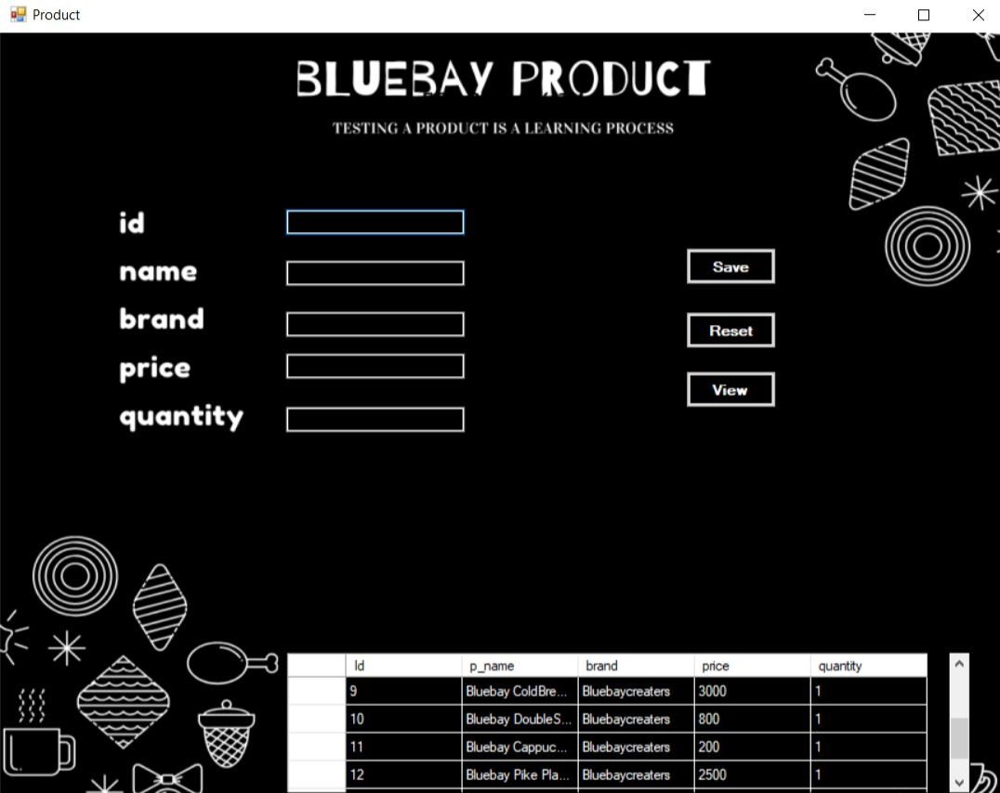 Product
BLUEBAY PRODUCT
TESTING A PRODUCT IS A LEARNING PROCESS
id
name
Save
brand
Reset
price
View
quantity
Id p_name brand price quantity
9 Bluebay ColdBre... Bluebaycreaters 3000 1
10 Bluebay DoubleS... Bluebaycreaters 800 1
11 Bluebay Cappuc... Bluebaycreaters 200 1
12 Bluebay Pike Pla... Bluebaycreaters 2500 1